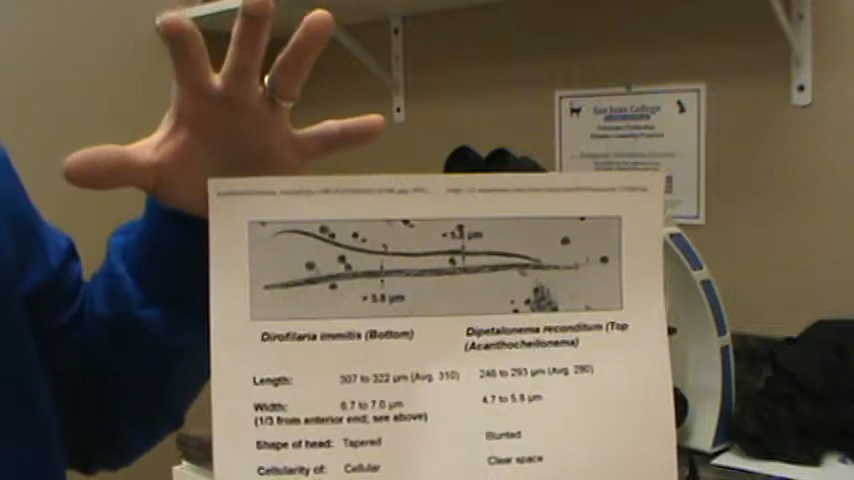 San Juan College
< 5.8 µm
> 5.8 µm
Dirofilaria immitis (Bottom)
Dipetalonema reconditum (Top
(Acanthocheilonema)
Length: 307 to 322 µm (Avg. 310) 246 to 293 µm (Avg. 280)
Width: 6.7 to 7.0 µm 4.7 to 5.8 µm
(1/3 from anterior end; see above)
Shape of head: Tapered Blunted
Cellularity of: Cellular Clear space